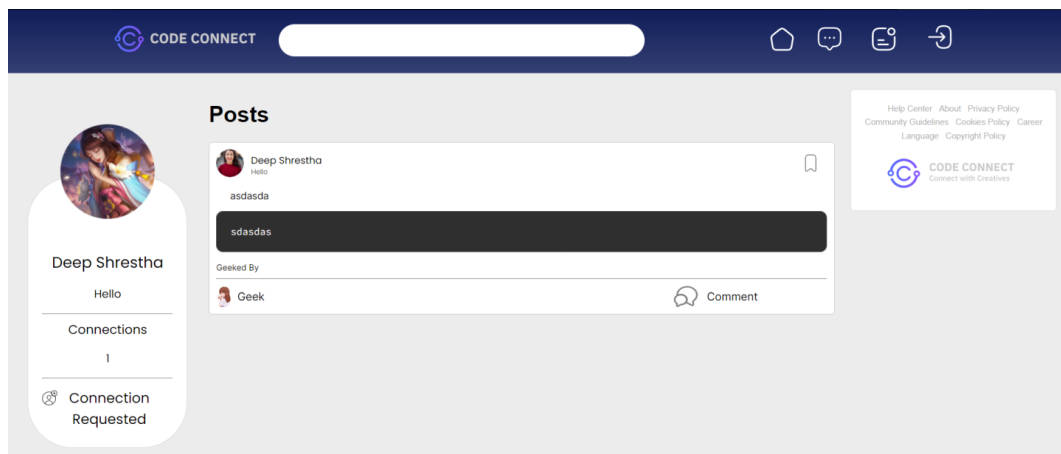 CODE CONNECT
Deep Shrestha
Hello
Connections
1
Connection
Requested
Posts
Deep Shrestha
Hello
asdasda
sdasdas
Geeked By
Geek
Comment
Help Center About Privacy Policy
Community Guidelines Cookies Policy Career
Language Copyright Policy
CODE CONNECT
Connect with Creatives